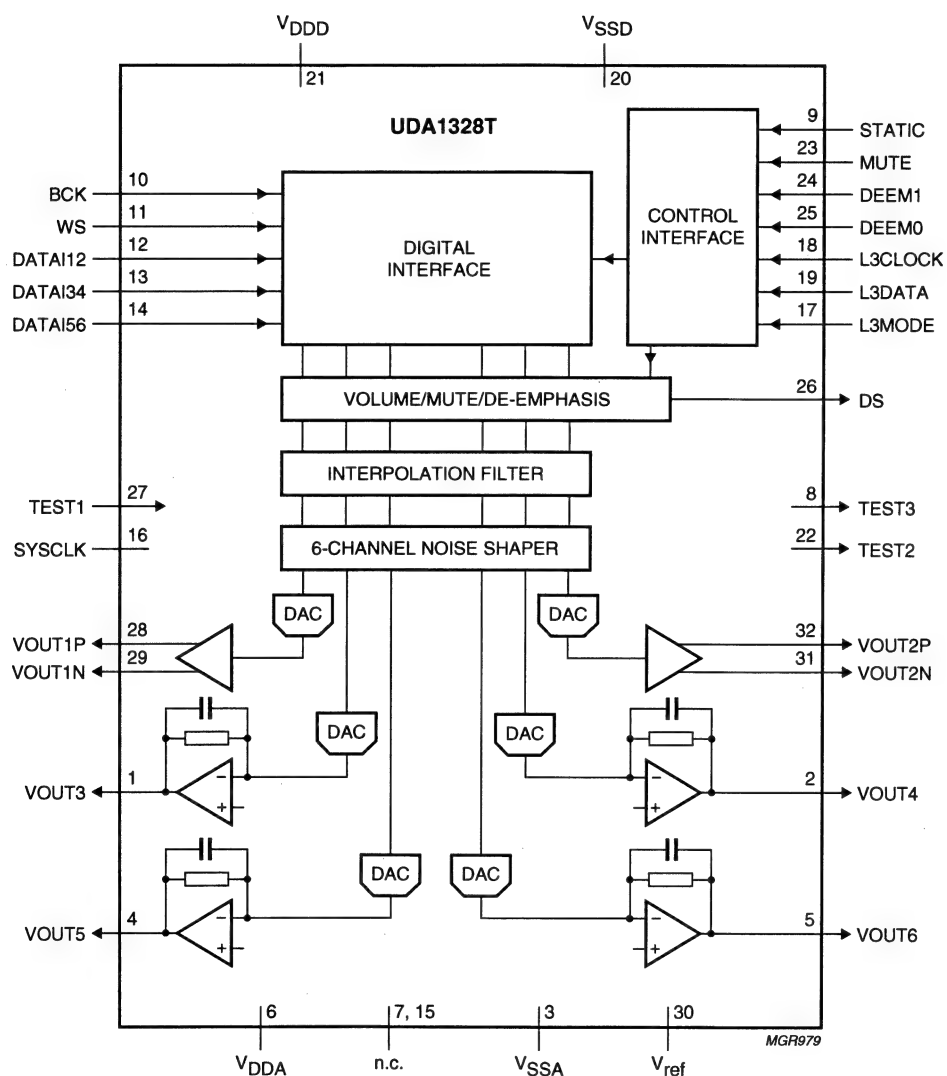 VDDD
VSSD
21
20
UDA1328T
9
STATIC
23
MUTE
BCK
10
24
DEEM1
WS
11
25
DEEM0
DATAI12
12
18
L3CLOCK
DATAI34
13
19
L3DATA
DATAI56
14
17
L3MODE
DIGITAL
INTERFACE
CONTROL
INTERFACE
VOLUME/MUTE/DE-EMPHASIS
26
DS
INTERPOLATION FILTER
TEST1
27
8
TEST3
SYSCLK
16
6-CHANNEL NOISE SHAPER
22
TEST2
DAC
DAC
VOUT1P
28
32
VOUT2P
VOUT1N
29
31
VOUT2N
DAC
DAC
VOUT3
1
−
+
−
+
2
VOUT4
DAC
DAC
VOUT5
4
−
+
−
+
5
VOUT6
6
7, 15
3
30
MGR979
VDDA
n.c.
VSSA
Vref